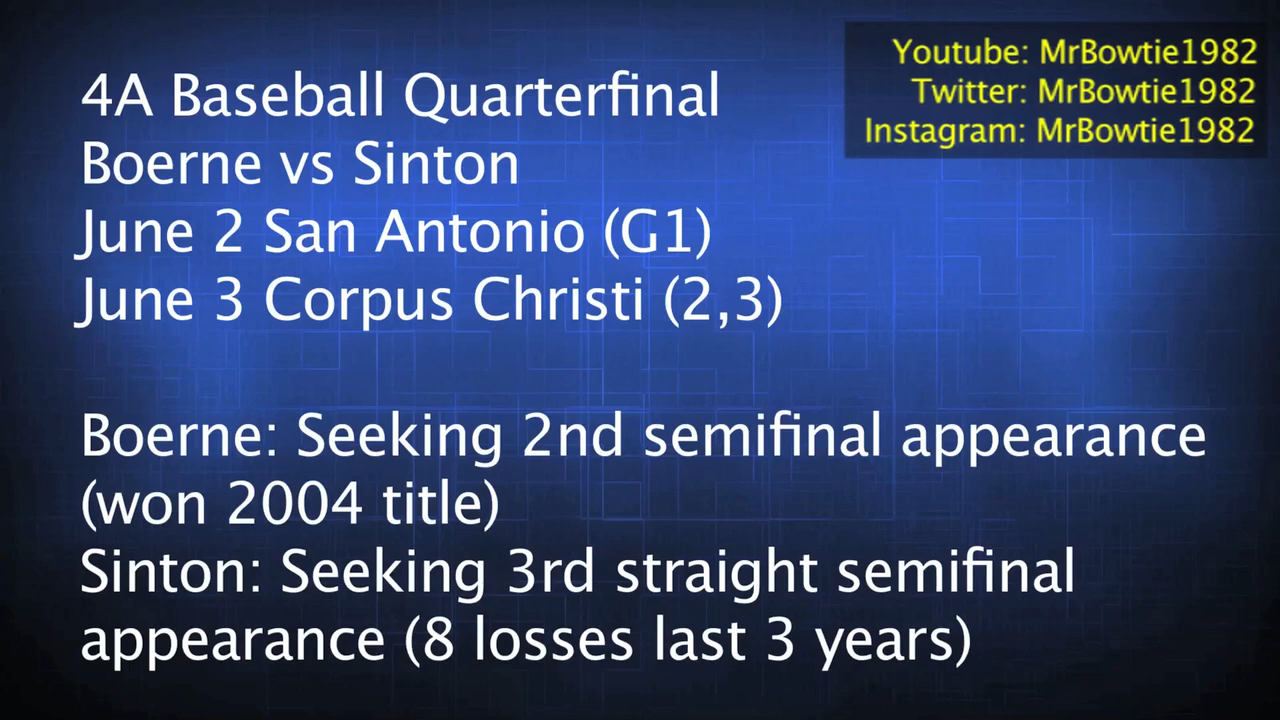 4A Baseball Quarterfinal
Boerne vs Sinton
June 2 San Antonio (G1)
June 3 Corpus Christi (2,3)
Boerne: Seeking 2nd semifinal appearance
(won 2004 title)
Sinton: Seeking 3rd straight semifinal
appearance (8 losses last 3 years)
Youtube: MrBowtie1982
Twitter: MrBowtie1982
Instagram: MrBowtie1982